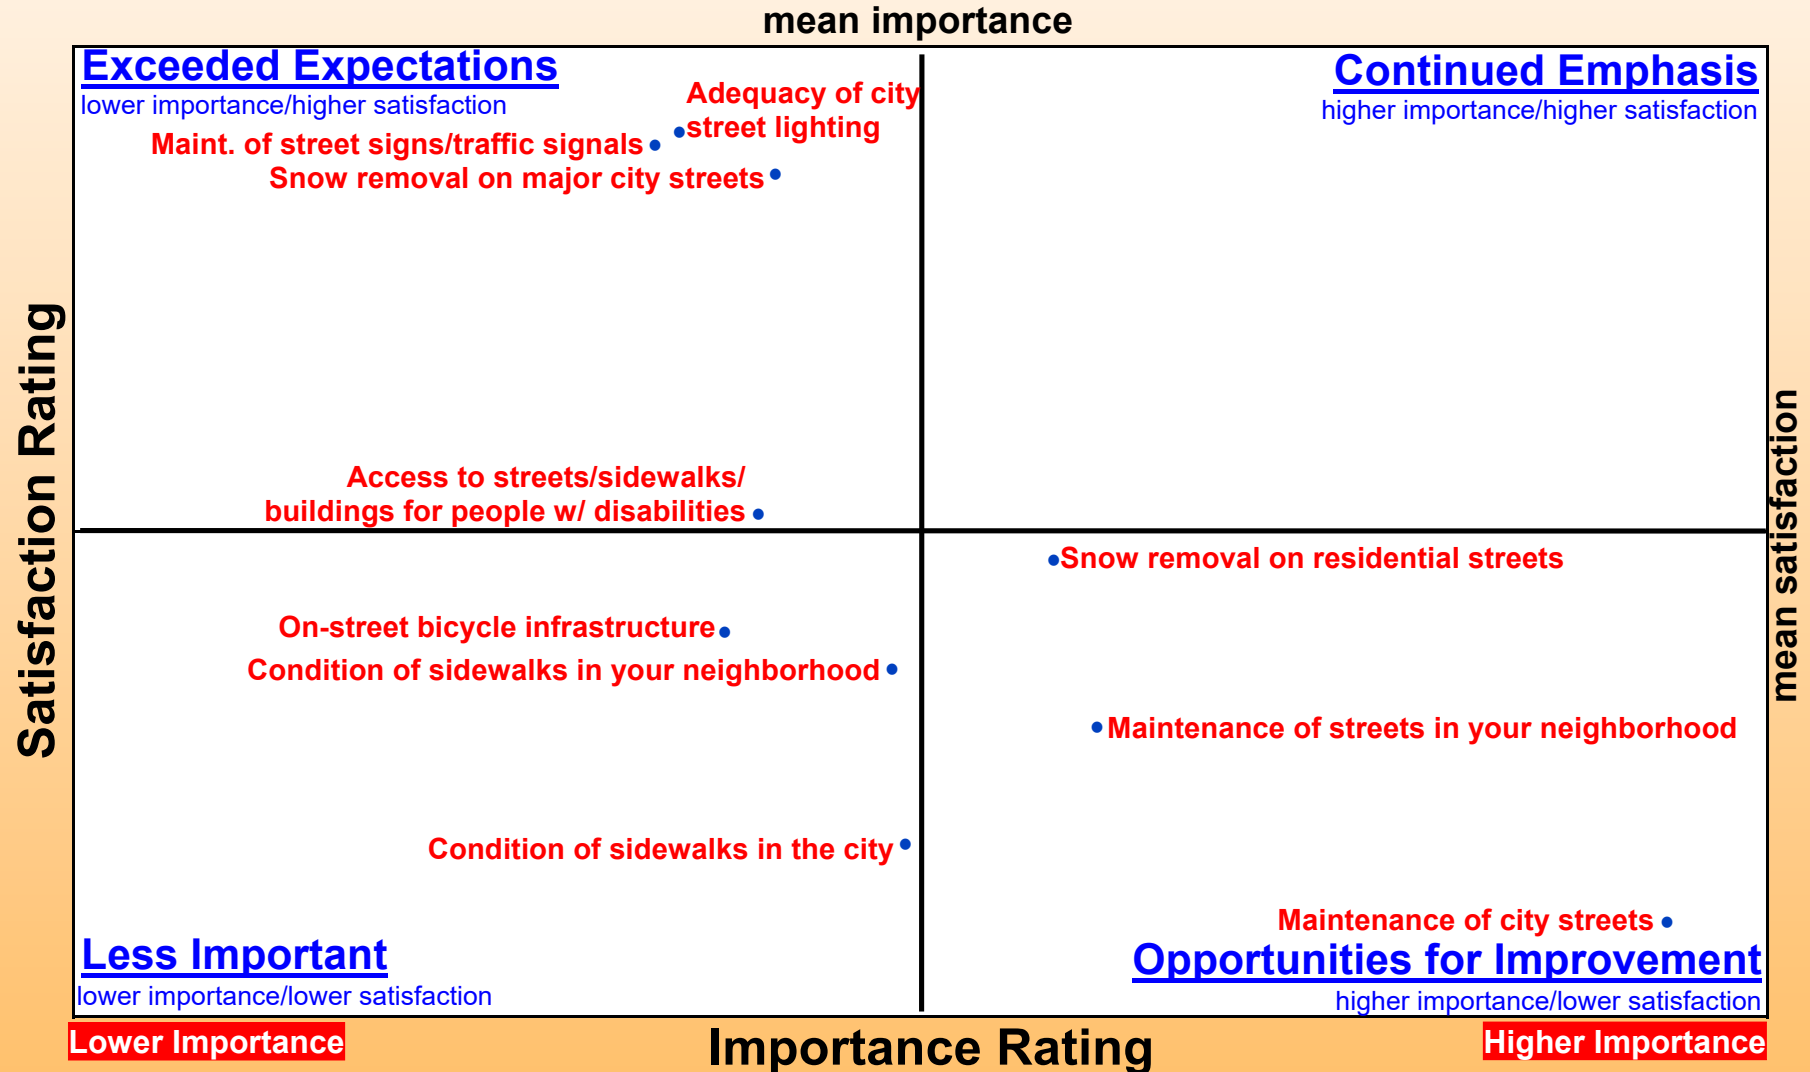 mean importance
Exceeded Expectations
lower importance/higher satisfaction
Continued Emphasis
higher importance/higher satisfaction
Adequacy of city
street lighting
Maint. of street signs/traffic signals
Snow removal on major city streets
Access to streets/sidewalks/
buildings for people w/ disabilities
Satisfaction Rating
mean satisfaction
Snow removal on residential streets
On-street bicycle infrastructure
Condition of sidewalks in your neighborhood
Maintenance of streets in your neighborhood
Condition of sidewalks in the city
Maintenance of city streets
Less Important
lower importance/lower satisfaction
Opportunities for Improvement
higher importance/lower satisfaction
Lower Importance
Importance Rating
Higher Importance